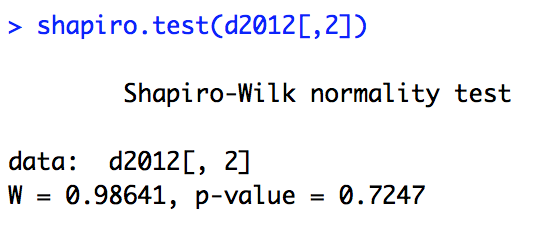 > shapiro.test(d2012[,2])
Shapiro-Wilk normality test
data:  d2012[, 2]
W = 0.98641, p-value = 0.7247